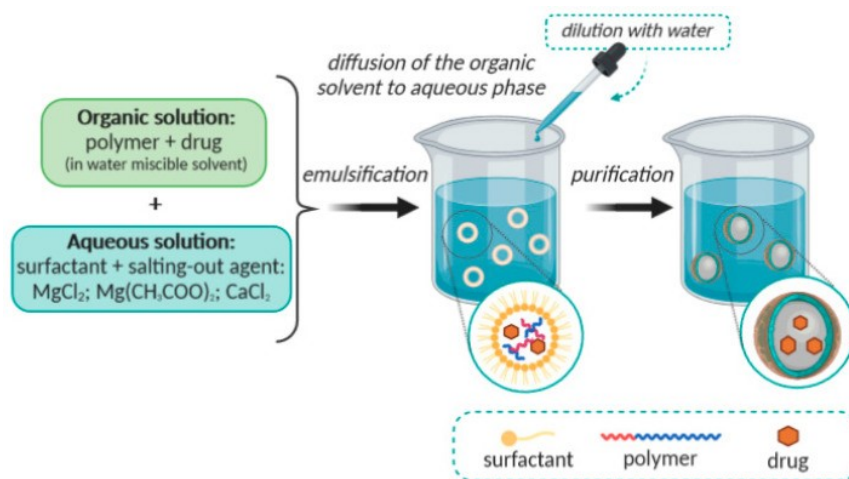 dilution with water
diffusion of the organic
solvent to aqueous phase
Organic solution:
polymer + drug
(in water miscible solvent)
+
Aqueous solution:
surfactant + salting-out agent:
MgCl₂; Mg(CH₃COO)₂; CaCl₂
emulsification
purification
surfactant
polymer
drug